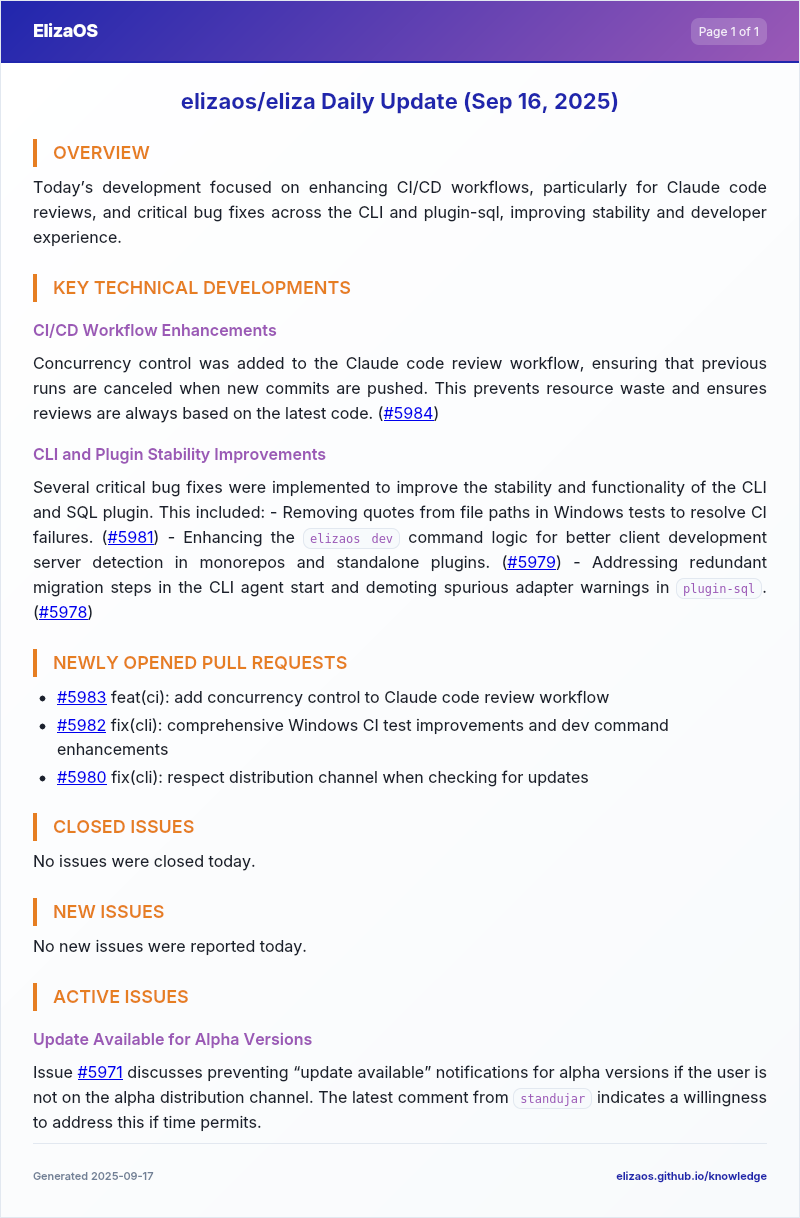 ElizaOS
Page 1 of 1
elizaos/eliza Daily Update (Sep 16, 2025)
OVERVIEW
Today’s development focused on enhancing CI/CD workflows, particularly for Claude code
reviews, and critical bug fixes across the CLI and plugin-sql, improving stability and developer
experience.
KEY TECHNICAL DEVELOPMENTS
CI/CD Workflow Enhancements
Concurrency control was added to the Claude code review workflow, ensuring that previous
runs are canceled when new commits are pushed. This prevents resource waste and ensures
reviews are always based on the latest code. (#5984)
CLI and Plugin Stability Improvements
Several critical bug fixes were implemented to improve the stability and functionality of the CLI
and SQL plugin. This included: - Removing quotes from file paths in Windows tests to resolve CI
failures. (#5981) - Enhancing the elizaos dev command logic for better client development
server detection in monorepos and standalone plugins. (#5979) - Addressing redundant
migration steps in the CLI agent start and demoting spurious adapter warnings in plugin-sql.
(#5978)
NEWLY OPENED PULL REQUESTS
• #5983 feat(ci): add concurrency control to Claude code review workflow
• #5982 fix(cli): comprehensive Windows CI test improvements and dev command
enhancements
• #5980 fix(cli): respect distribution channel when checking for updates
CLOSED ISSUES
No issues were closed today.
NEW ISSUES
No new issues were reported today.
ACTIVE ISSUES
Update Available for Alpha Versions
Issue #5971 discusses preventing “update available” notifications for alpha versions if the user is
not on the alpha distribution channel. The latest comment from standujar indicates a willingness
to address this if time permits.
Generated 2025-09-17
elizaos.github.io/knowledge